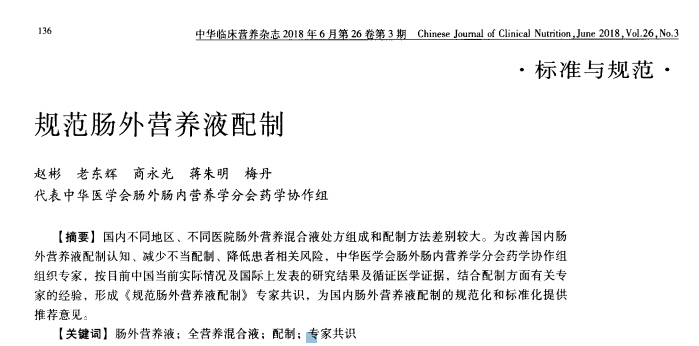 136
中华临床营养杂志 2018 年 6 月第 26 卷第 3 期 Chinese Journal of Clinical Nutrition,June 2018,Vol.26,No.3
·标准与规范·
规范肠外营养液配制
赵彬 老东辉 商永光 蒋朱明 梅丹
代表中华医学会肠外肠内营养学分会药学协作组
【摘要】国内不同地区、不同医院肠外营养混合液处方组成和配制方法差别较大。为改善国内肠
外营养液配制认知、减少不当配制、降低患者相关风险，中华医学会肠外肠内营养学分会药学协作组
组织专家，按目前中国当前实际情况及国际上发表的研究结果及循证医学证据，结合配制方面有关专
家的经验，形成《规范肠外营养液配制》专家共识，为国内肠外营养液配制的规范化和标准化提供
推荐意见。
【关键词】肠外营养液；全营养混合液；配制；专家共识